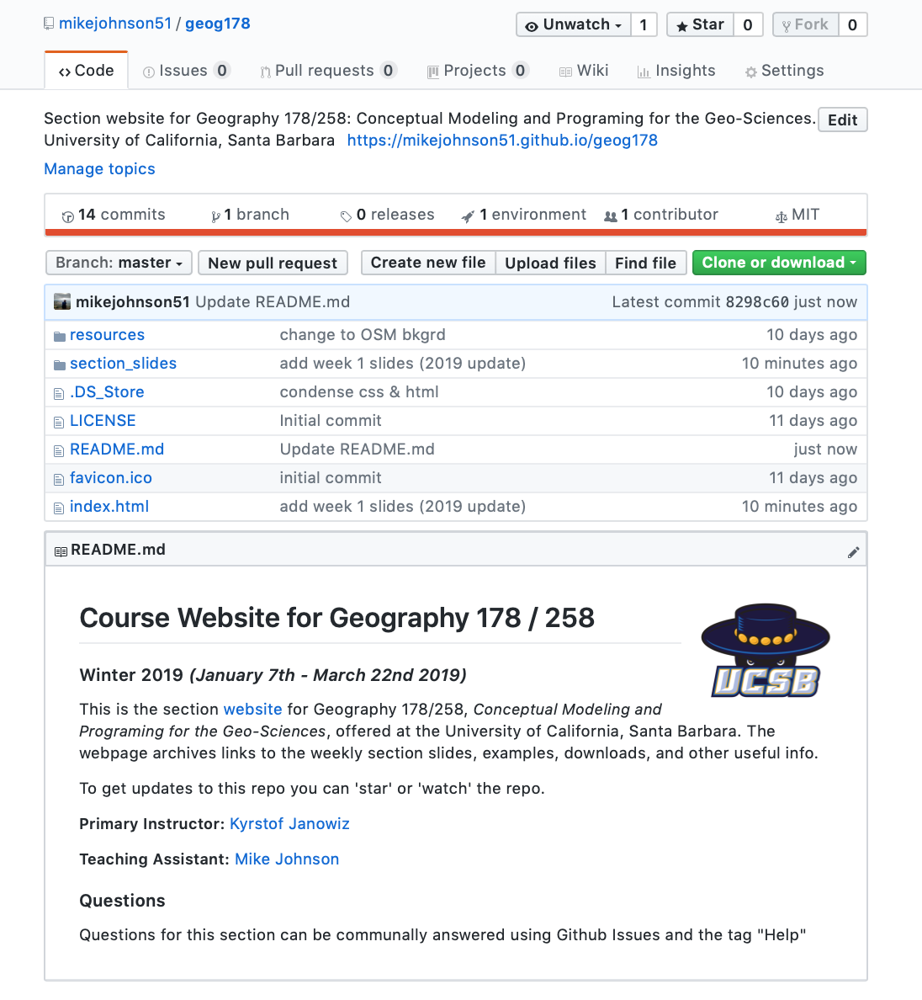 mikejohnson51 / geog178
Unwatch 1 Star 0 Fork 0
Code Issues 0 Pull requests 0 Projects 0 Wiki Insights Settings
Section website for Geography 178/258: Conceptual Modeling and Programing for the Geo-Sciences. Edit
University of California, Santa Barbara https://mikejohnson51.github.io/geog178
Manage topics
14 commits 1 branch 0 releases 1 environment 1 contributor MIT
Branch: master New pull request Create new file Upload files Find file Clone or download
mikejohnson51 Update README.md Latest commit 8298c60 just now
resources change to OSM bkgrd 10 days ago
section_slides add week 1 slides (2019 update) 10 minutes ago
.DS_Store condense css & html 10 days ago
LICENSE Initial commit 11 days ago
README.md Update README.md just now
favicon.ico initial commit 11 days ago
index.html add week 1 slides (2019 update) 10 minutes ago
README.md
Course Website for Geography 178 / 258
UCSB
Winter 2019 (January 7th - March 22nd 2019)
This is the section website for Geography 178/258, Conceptual Modeling and
Programing for the Geo-Sciences, offered at the University of California, Santa Barbara. The
webpage archives links to the weekly section slides, examples, downloads, and other useful info.
To get updates to this repo you can 'star' or 'watch' the repo.
Primary Instructor: Kyrstof Janowiz
Teaching Assistant: Mike Johnson
Questions
Questions for this section can be communally answered using Github Issues and the tag "Help"